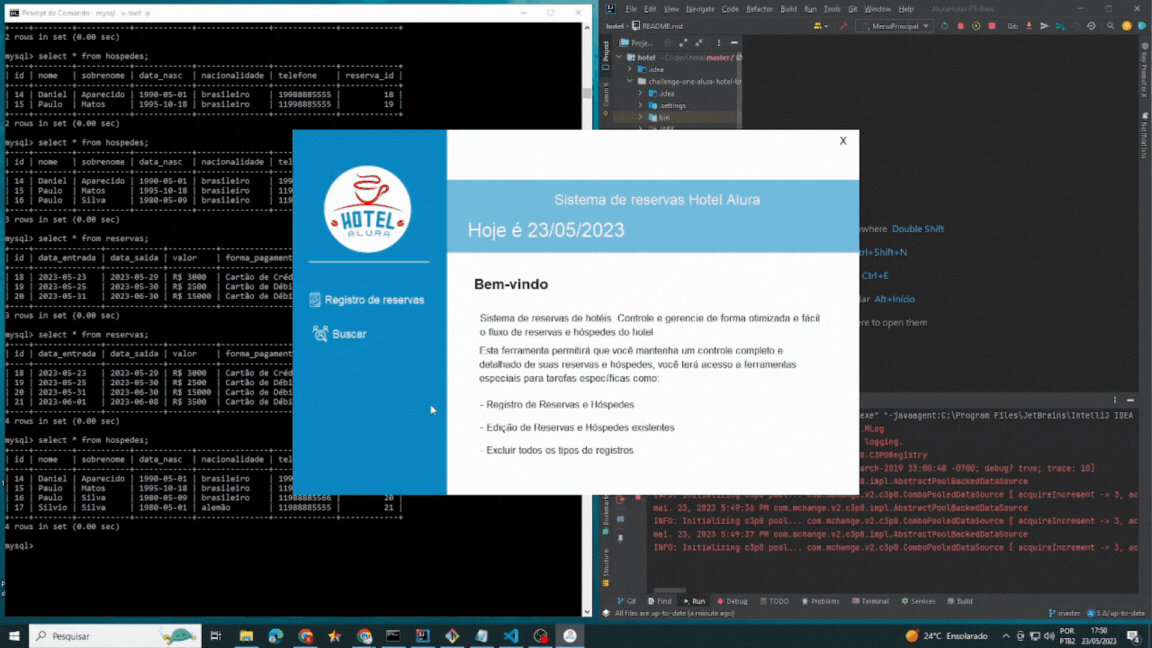 Prompt de Comando - mysql -u root -p
2 rows in set (0.00 sec)
mysql> select * from hospedes;
| id | nome | sobrenome | data_nasc | nacionalidade | telefone | reserva_id |
| 14 | Daniel | Aparecido | 1990-05-01 | brasileiro | 19988885555 | 18 |
| 15 | Paulo | Matos | 1995-10-18 | brasileiro | 11998885555 | 19 |
2 rows in set (0.00 sec)
mysql> select * from hospedes;
| id | nome | sobrenome | data_nasc | nacionalidade | tel
| 14 | Daniel | Aparecido | 1990-05-01 | brasileiro | 199
| 15 | Paulo | Matos | 1995-10-18 | brasileiro | 119
| 16 | Paulo | Silva | 1980-05-09 | brasileiro | 119
3 rows in set (0.00 sec)
mysql> select * from reservas;
| id | data_entrada | data_saida | valor | forma_pagament
| 18 | 2023-05-23 | 2023-05-29 | R$ 3000 | Cartão de Créd
| 19 | 2023-05-25 | 2023-05-30 | R$ 2500 | Cartão de Débi
| 20 | 2023-05-31 | 2023-06-30 | R$ 15000 | Cartão de Débi
3 rows in set (0.00 sec)
mysql> select * from reservas;
| id | data_entrada | data_saida | valor | forma_pagament
| 18 | 2023-05-23 | 2023-05-29 | R$ 3000 | Cartão de Créd
| 19 | 2023-05-25 | 2023-05-30 | R$ 2500 | Cartão de Débi
| 20 | 2023-05-31 | 2023-06-30 | R$ 15000 | Cartão de Débi
| 21 | 2023-06-01 | 2023-06-08 | R$ 3500 | Cartão de Débi
4 rows in set (0.00 sec)
mysql> select * from hospedes;
| id | nome | sobrenome | data_nasc | nacionalidade | tel
| 14 | Daniel | Aparecido | 1990-05-01 | brasileiro | 199
| 15 | Paulo | Matos | 1995-10-18 | brasileiro | 119
| 16 | Paulo | Silva | 1980-05-09 | brasileiro | 11988885566 | 20 |
| 17 | Silvio | Silva | 1980-05-01 | alemão | 11988885555 | 21 |
4 rows in set (0.00 sec)
mysql>
HOTEL
ALURA
Registro de reservas
Buscar
X
Sistema de reservas Hotel Alura
Hoje é 23/05/2023
Bem-vindo
Sistema de reservas de hotéis. Controle e gerencie de forma otimizada e fácil
o fluxo de reservas e hóspedes do hotel
Esta ferramenta permitirá que você mantenha um controle completo e
detalhado de suas reservas e hóspedes, você terá acesso a ferramentas
especiais para tarefas específicas como:
- Registro de Reservas e Hóspedes
- Edição de Reservas e Hóspedes existentes
- Excluir todos os tipos de registros
File Edit View Navigate Code Refactor Build Run Tools Git Window Help AluraHotel-PT-Base
hotel README.md MenuPrincipal Git:
Project
Commit
Proje...
hotel C:\dev\hotel master /
.idea
challenge-one-alura-hotel-br
.idea
.settings
bin
Key Promoter X
Notifications
where Double Shift
trl+Shift+N
Ctrl+E
Bar Alt+Início
ere to open them
exe" "-javaagent:C:\Program Files\JetBrains\IntelliJ IDEA
.MLog
logging.
0.C3P0Registry
arch-2019 23:00:48 -0700; debug? true; trace: 10]
.impl.AbstractPoolBackedDataSource
INFO: Initializing c3p0 pool... com.mchange.v2.c3p0.ComboPooledDataSource [ acquireIncrement -> 3, ac
mai. 23, 2023 5:49:36 PM com.mchange.v2.c3p0.impl.AbstractPoolBackedDataSource
INFO: Initializing c3p0 pool... com.mchange.v2.c3p0.ComboPooledDataSource [ acquireIncrement -> 3, ac
mai. 23, 2023 5:49:37 PM com.mchange.v2.c3p0.impl.AbstractPoolBackedDataSource
INFO: Initializing c3p0 pool... com.mchange.v2.c3p0.ComboPooledDataSource [ acquireIncrement -> 3, ac
Bookmarks
Structure
Git Find Run Debug TODO Problems Terminal Services Build
All files are up-to-date (a minute ago)
master 5 Δ/up-to-date
Pesquisar
24°C Ensolarado
POR
PTB2
17:50
23/05/2023